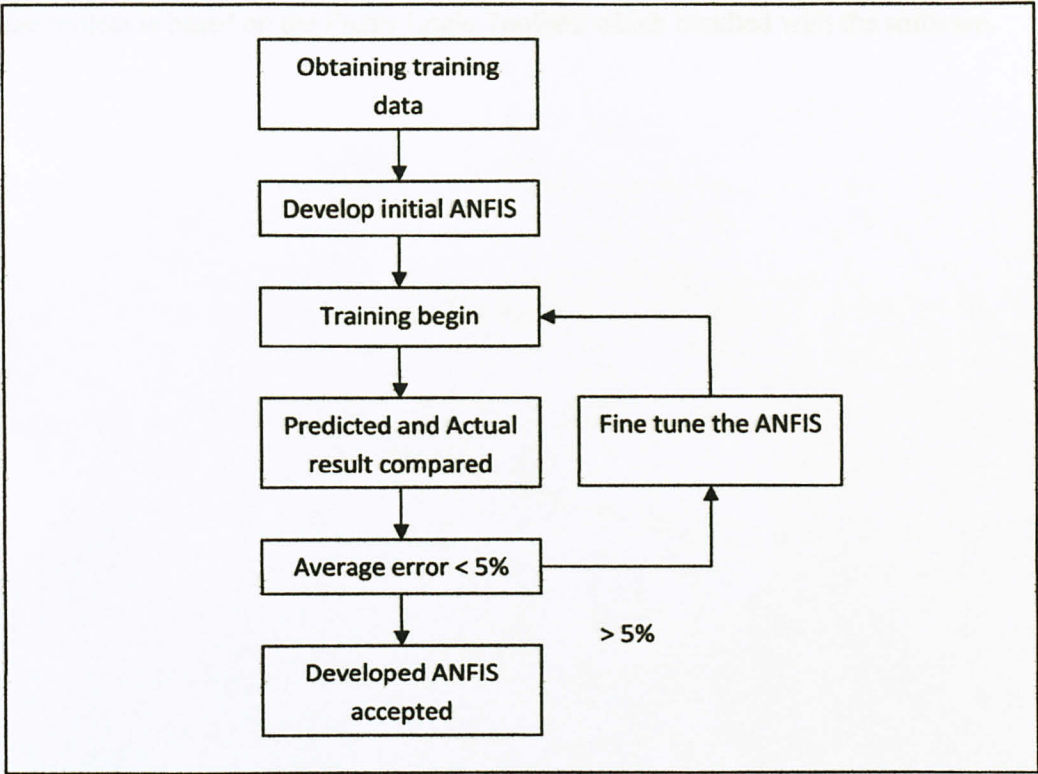 Obtaining training
data
Develop initial ANFIS
Training begin
Predicted and Actual
result compared
Fine tune the ANFIS
Average error < 5%
> 5%
Developed ANFIS
accepted